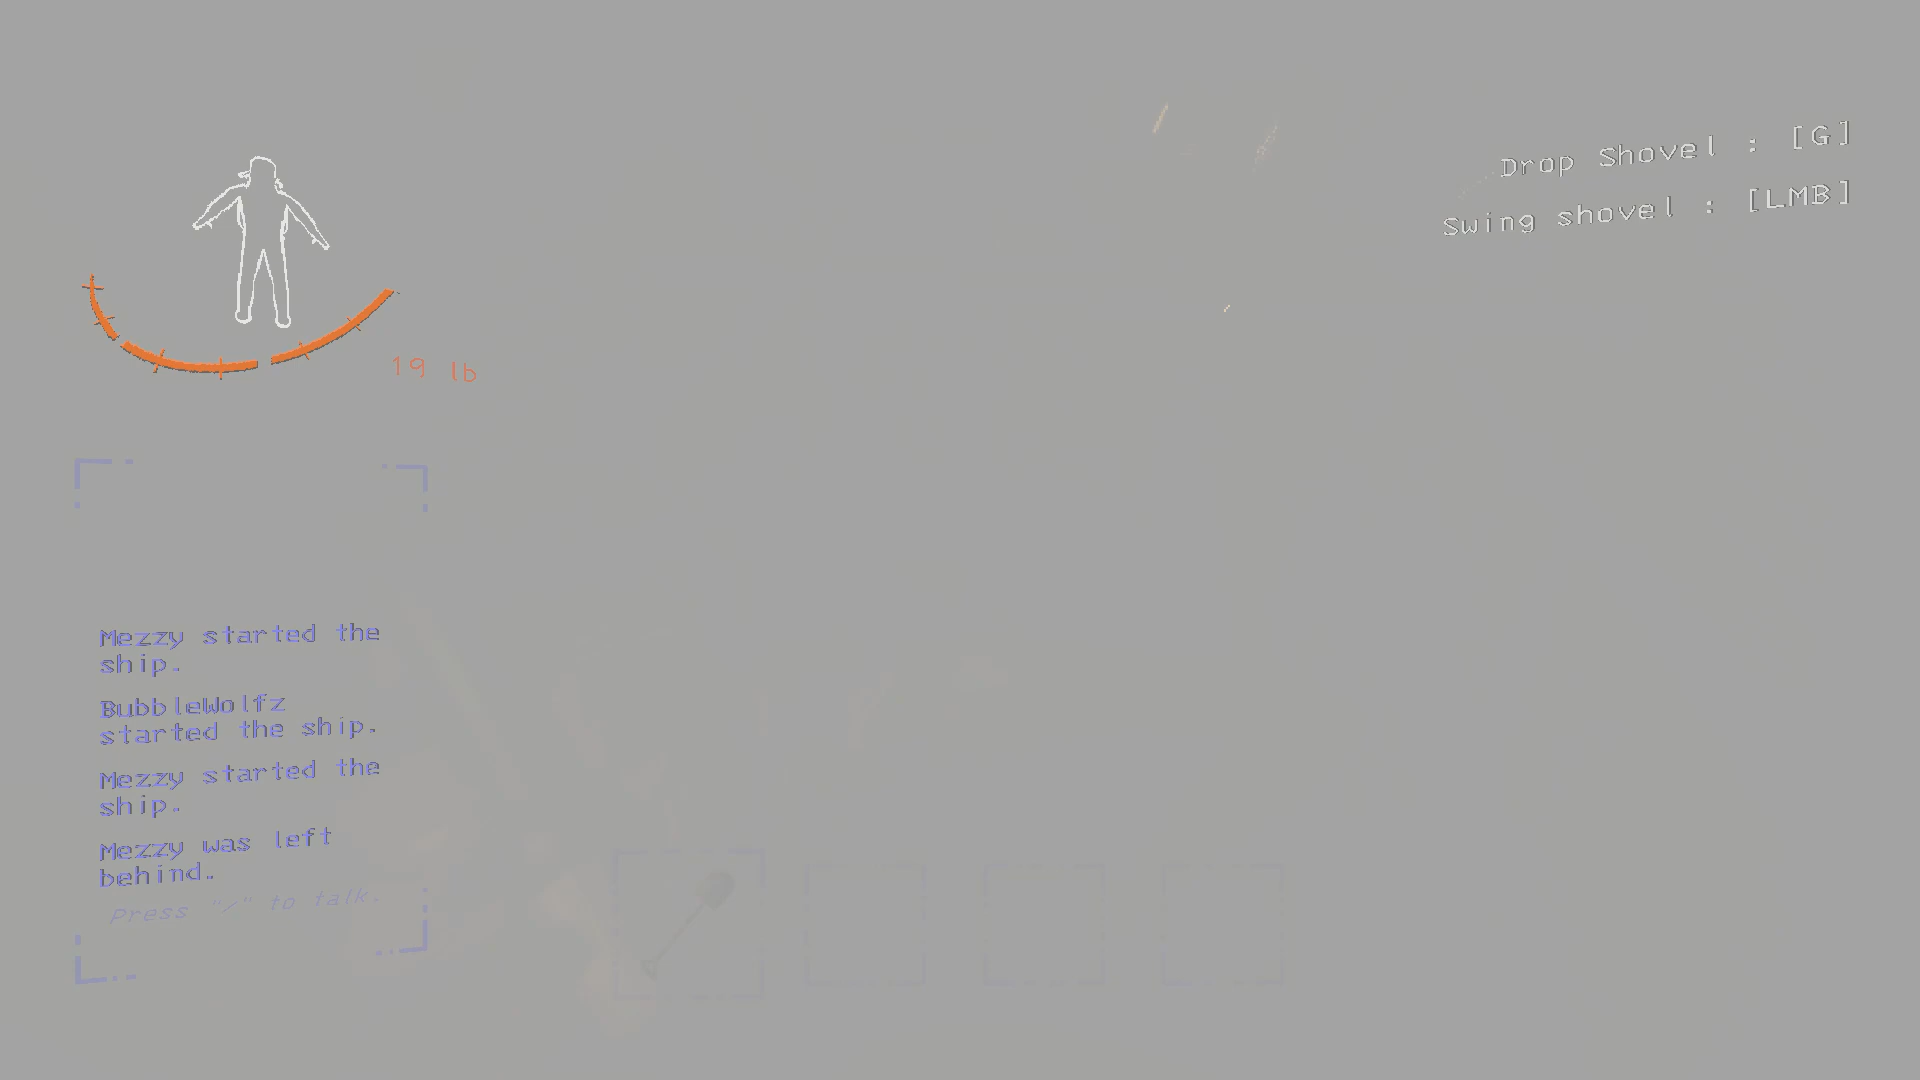 Drop Shovel : [G]
Swing shovel : [LMB]
19 lb
Mezzy started the
ship.
BubbleWolfz
started the ship.
Mezzy started the
ship.
Mezzy was left
behind.
Press "/" to talk.